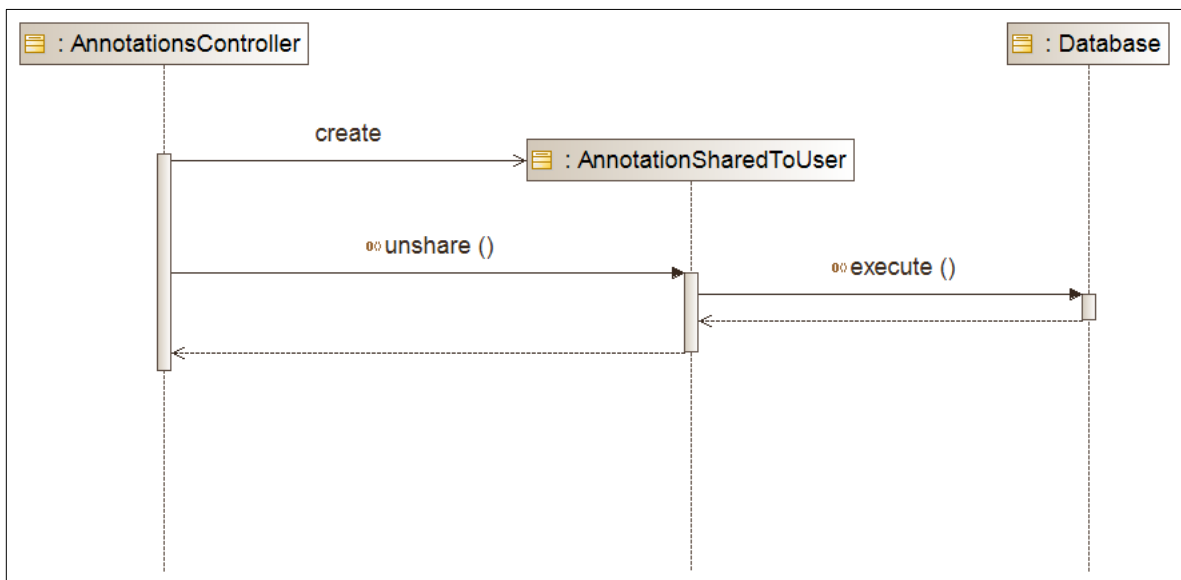 : AnnotationsController
: Database
create
: AnnotationSharedToUser
unshare ()
execute ()